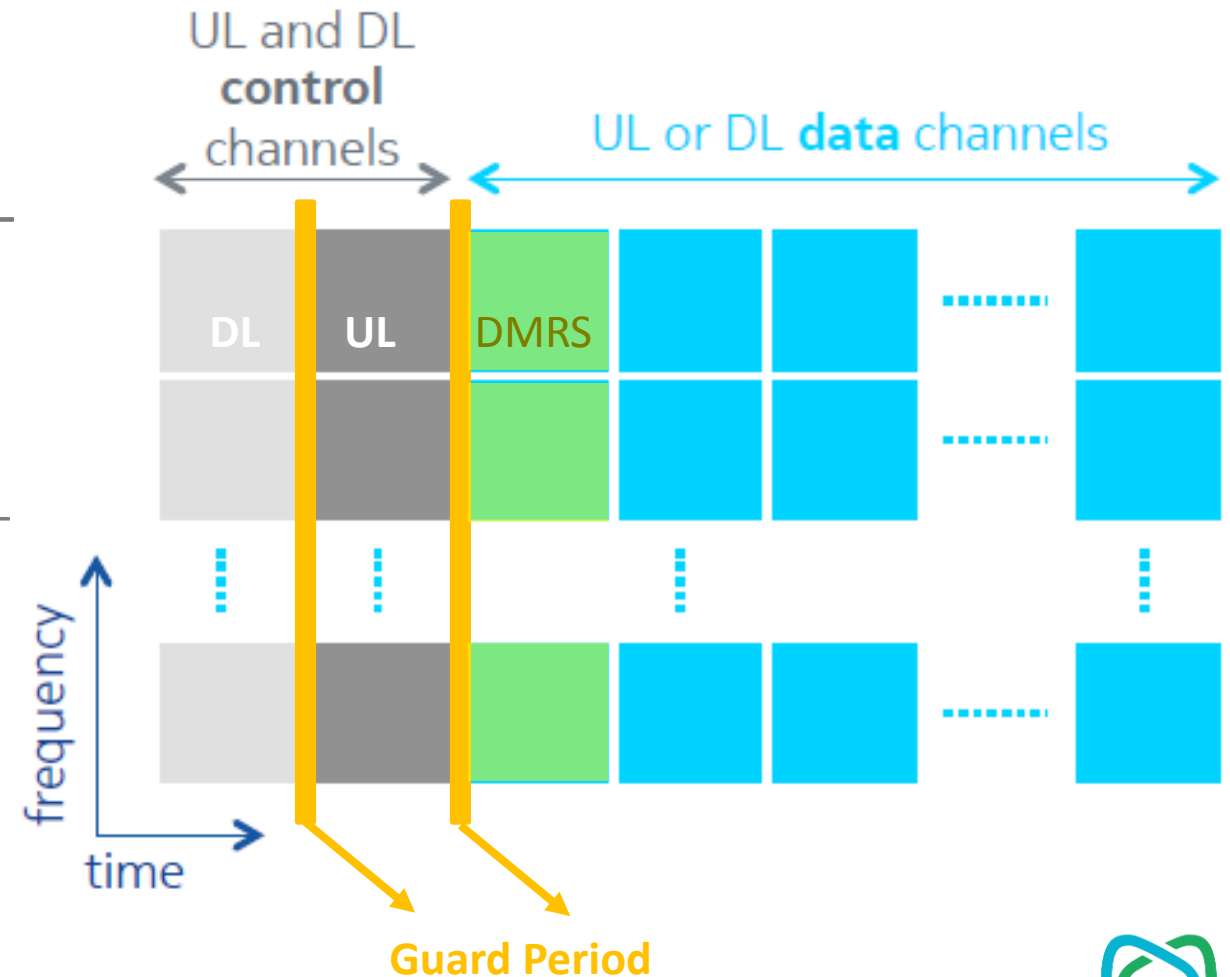 UL and DL
control
channels
UL or DL data channels
DL
UL
DMRS
frequency
time
Guard Period